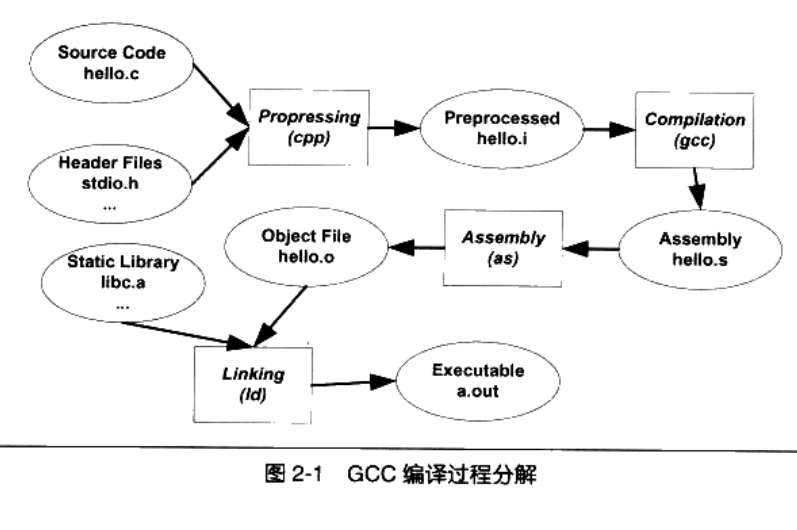 Source Code
hello.c
Header Files
stdio.h
...
Propressing
(cpp)
Preprocessed
hello.i
Compilation
(gcc)
Assembly
hello.s
Assembly
(as)
Object File
hello.o
Static Library
libc.a
...
Linking
(ld)
Executable
a.out
图 2-1 GCC 编译过程分解